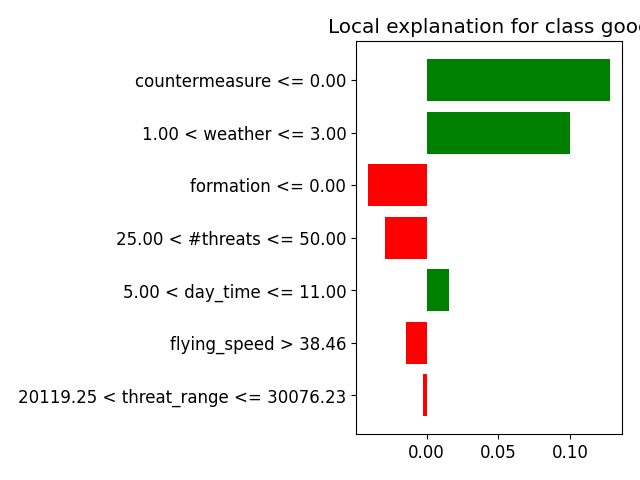 Local explanation for class good
countermeasure <= 0.00
1.00 < weather <= 3.00
formation <= 0.00
25.00 < #threats <= 50.00
5.00 < day_time <= 11.00
flying_speed > 38.46
20119.25 < threat_range <= 30076.23
0.00 0.05 0.10